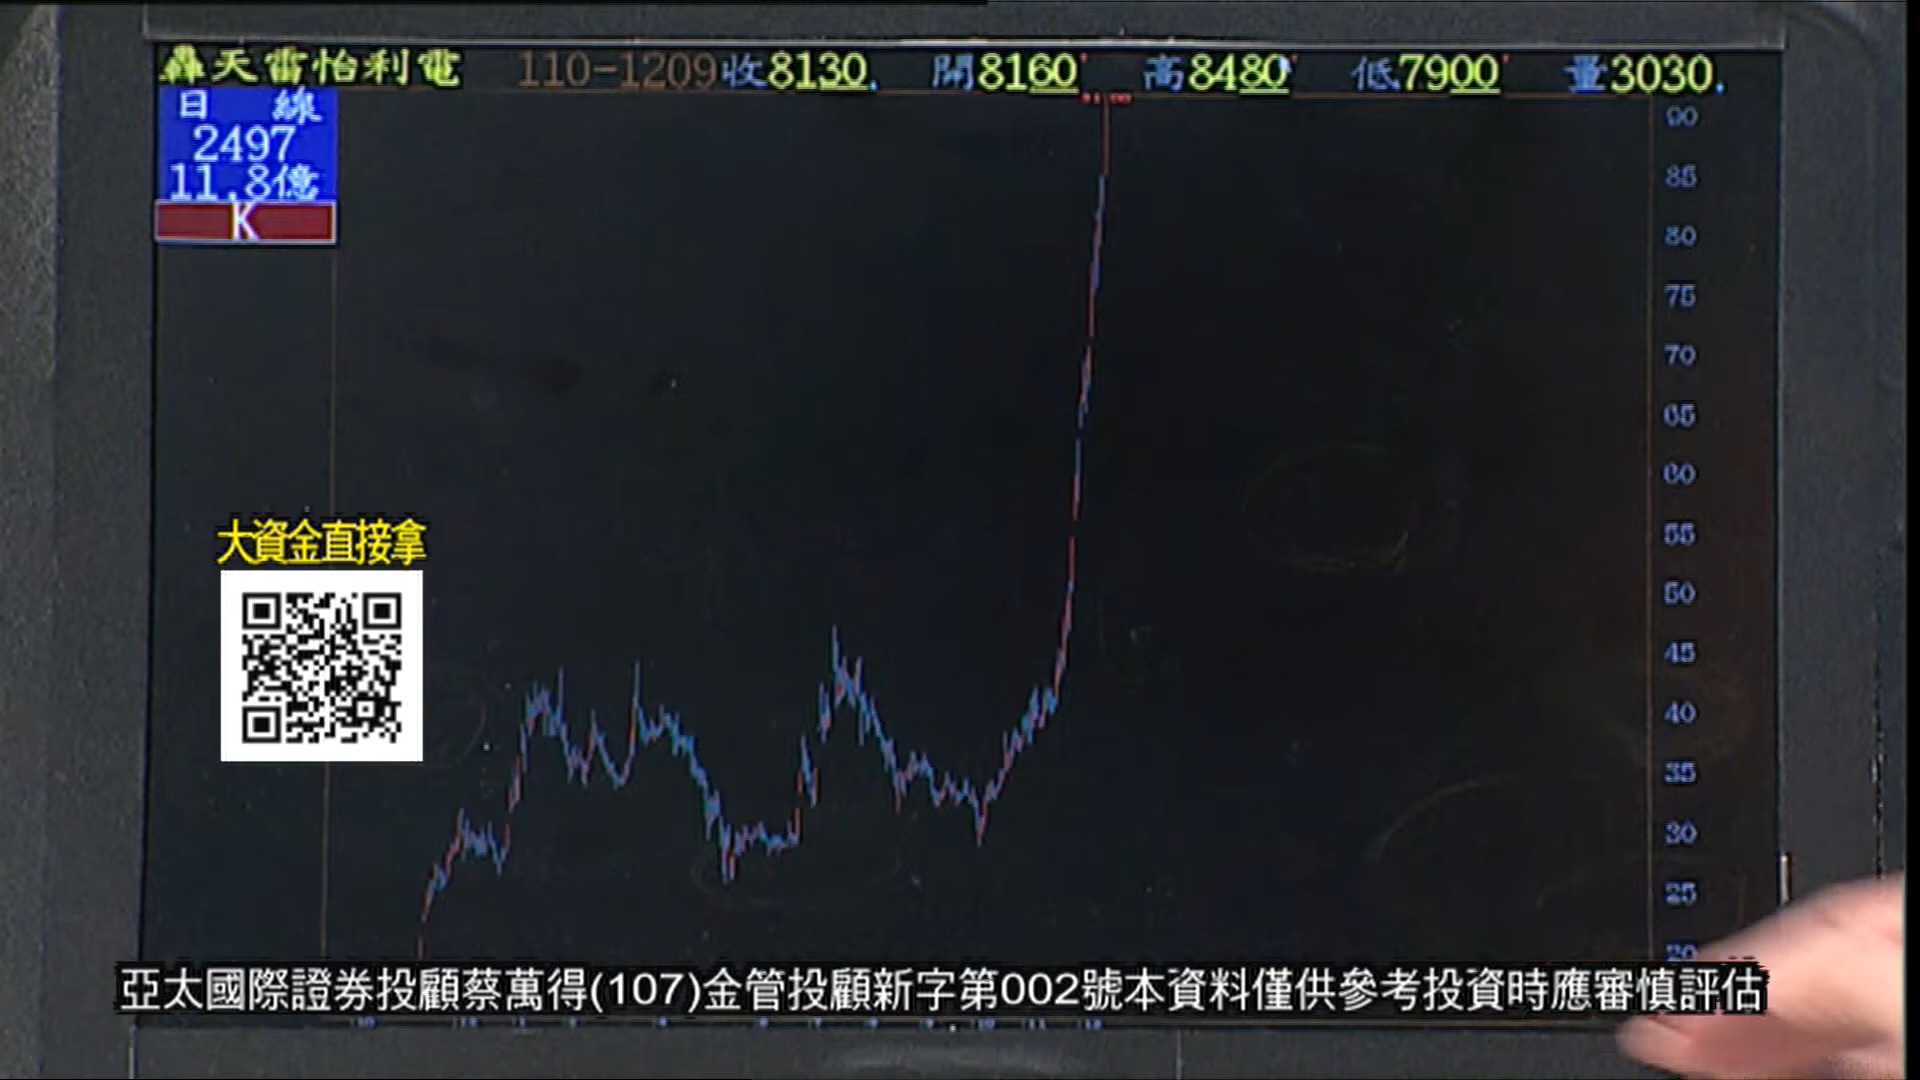 轟天雷怡利電 110-1209收8130. 開8160 高8480 低7900 量3030.
日 線
2497
11.8億
K
90
85
80
75
70
65
60
55
50
45
40
35
30
25
20
大資金直接拿
亞太國際證券投顧蔡萬得(107)金管投顧新字第002號本資料僅供參考投資時應審慎評估